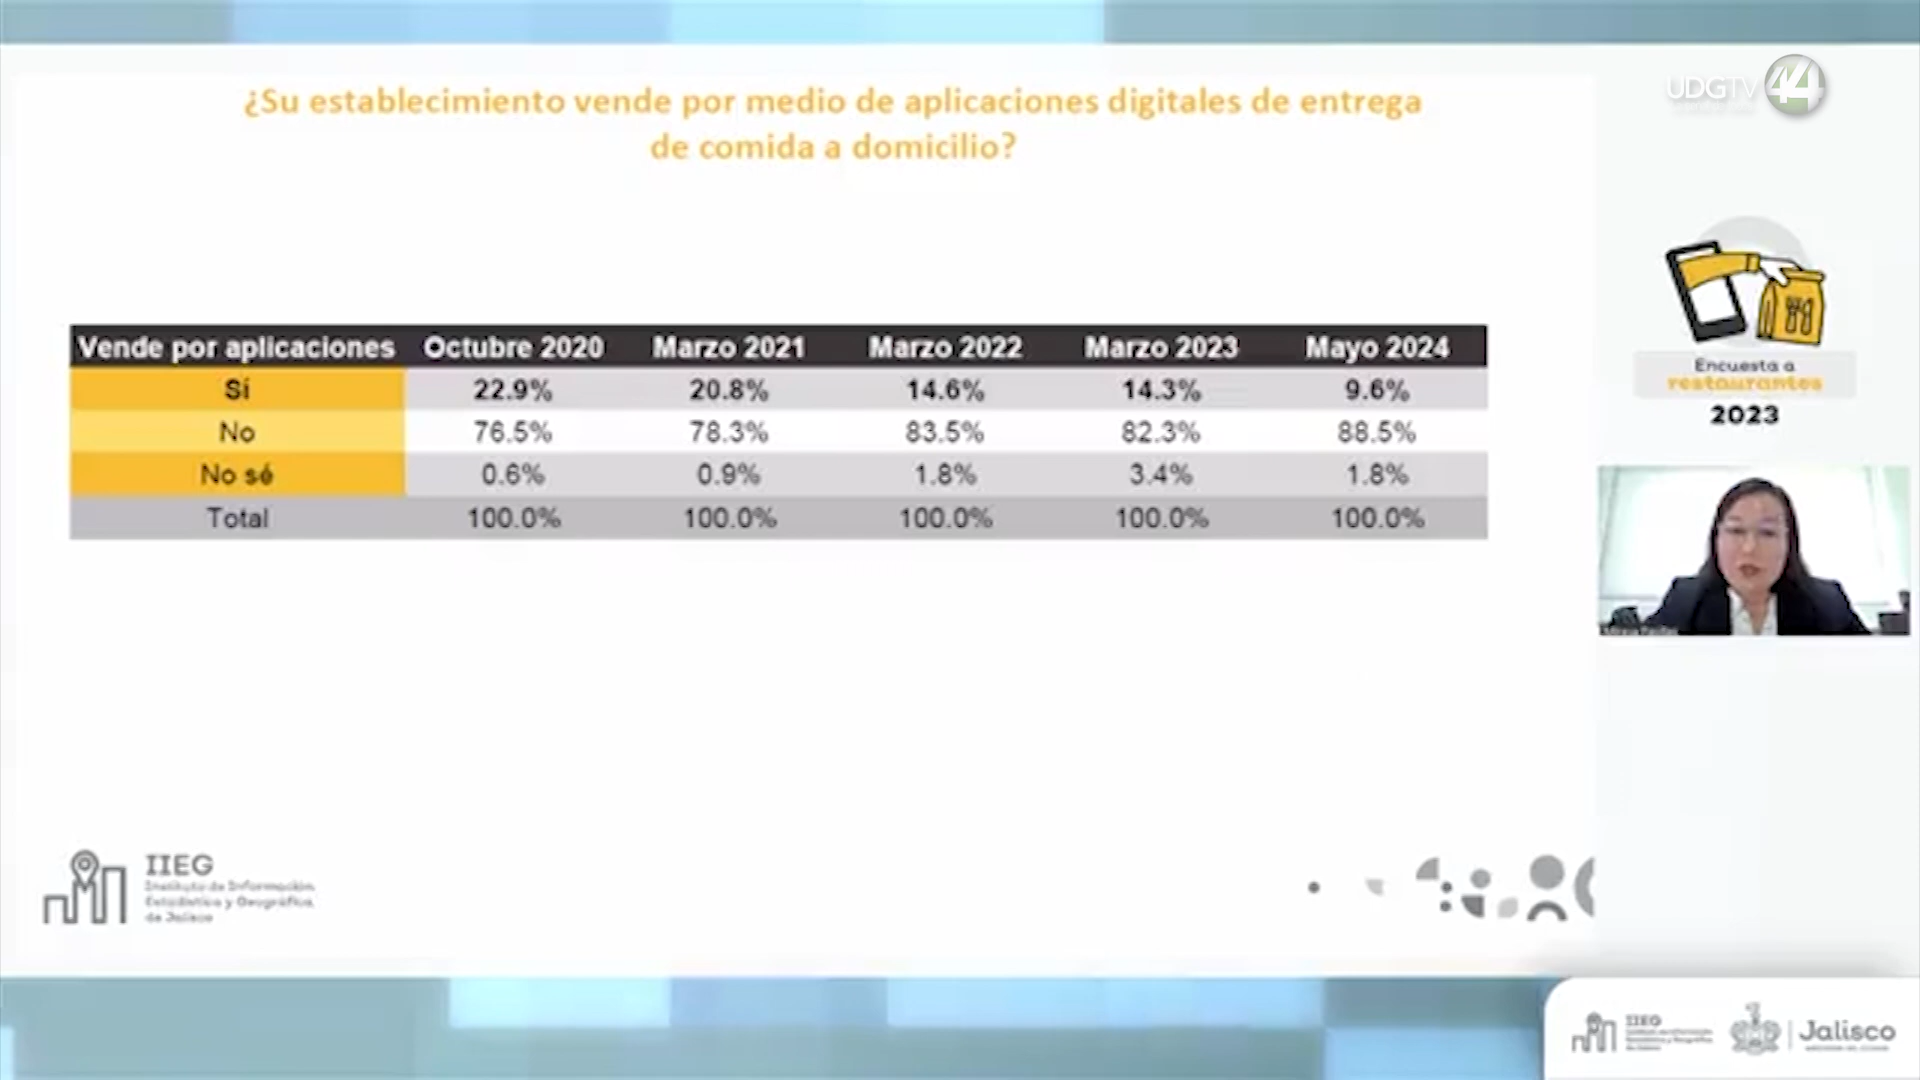 UDGTV 44
¿Su establecimiento vende por medio de aplicaciones digitales de entrega
de comida a domicilio?
Vende por aplicaciones Octubre 2020 Marzo 2021 Marzo 2022 Marzo 2023 Mayo 2024
Sí 22.9% 20.8% 14.6% 14.3% 9.6%
No 76.5% 78.3% 83.5% 82.3% 88.5%
No sé 0.6% 0.9% 1.8% 3.4% 1.8%
Total 100.0% 100.0% 100.0% 100.0% 100.0%
Encuesta a
restaurantes
2023
IIEG
Instituto de Información
Estadística y Geográfica
de Jalisco
IIEG
Jalisco